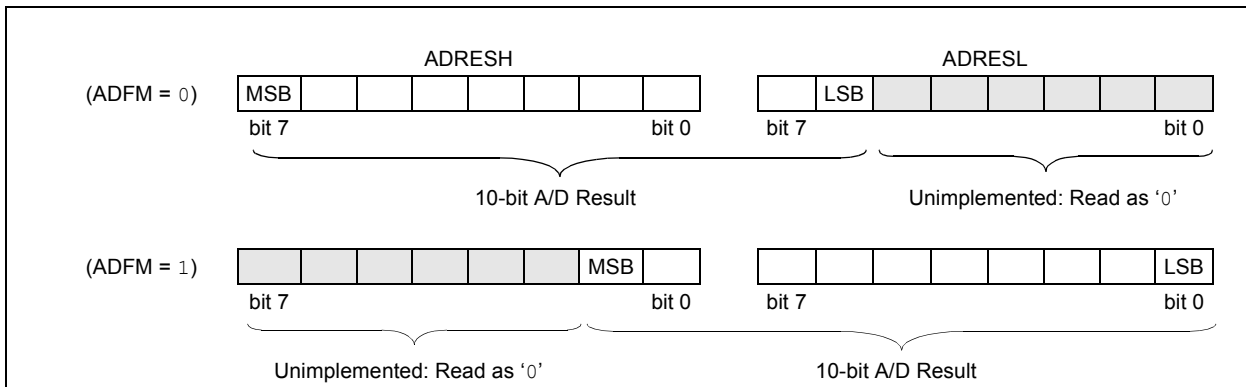 ADRESH ADRESL
(ADFM = 0) MSB LSB
bit 7 bit 0 bit 7 bit 0
10-bit A/D Result Unimplemented: Read as ‘0’
(ADFM = 1) MSB LSB
bit 7 bit 0 bit 7 bit 0
Unimplemented: Read as ‘0’ 10-bit A/D Result